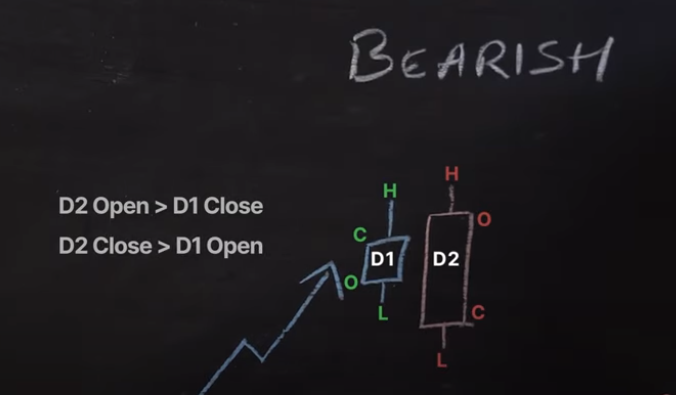 BEARISH
D2 Open > D1 Close
D2 Close > D1 Open
H
C
D1
O
L
H
O
D2
C
L